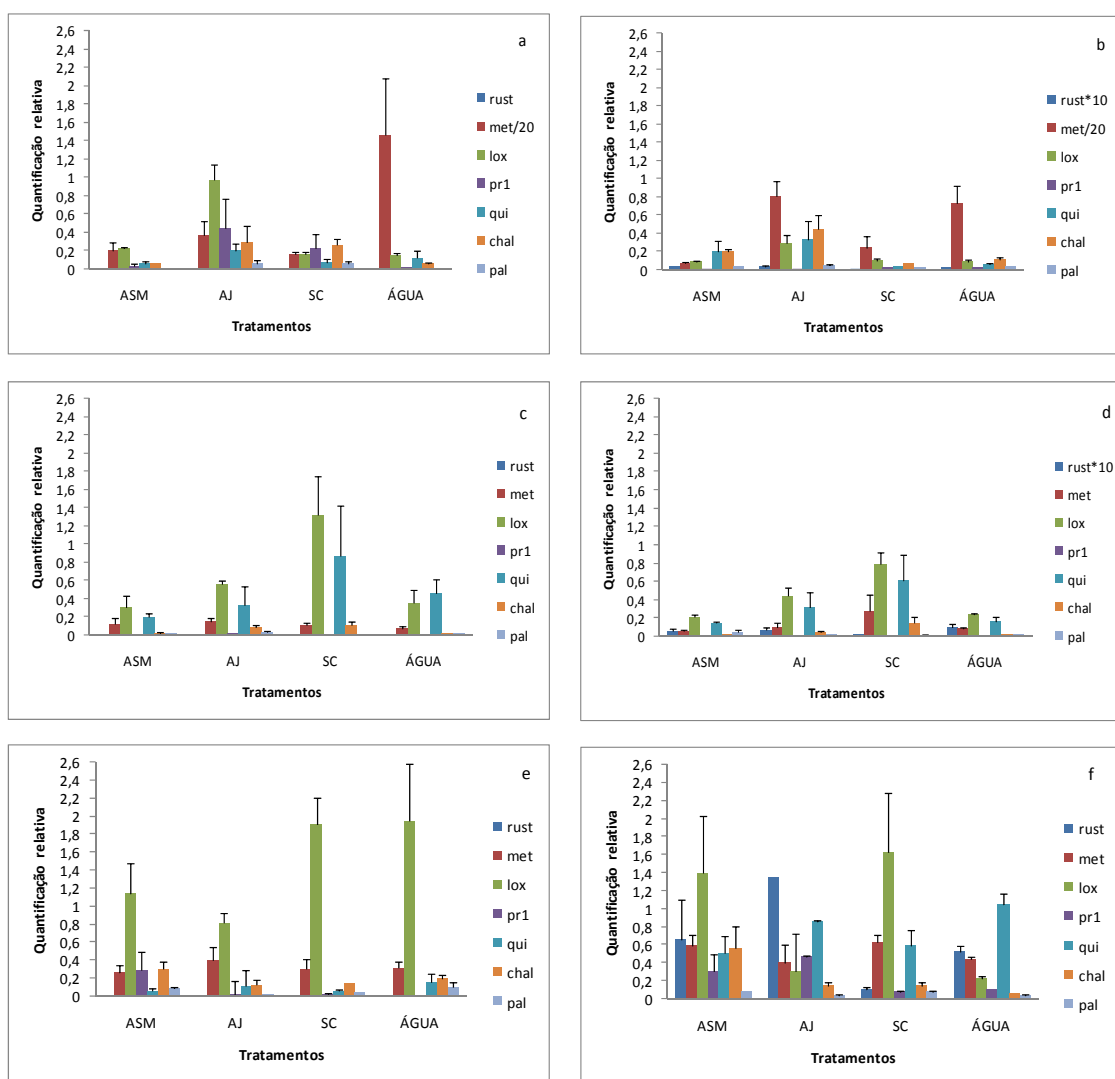 a
Quantificação relativa
2,6
2,4
2,2
2
1,8
1,6
1,4
1,2
1
0,8
0,6
0,4
0,2
0
ASM AJ SC ÁGUA
Tratamentos
rust
met/20
lox
pr1
qui
chal
pal
b
Quantificação relativa
2,6
2,4
2,2
2
1,8
1,6
1,4
1,2
1
0,8
0,6
0,4
0,2
0
ASM AJ SC ÁGUA
Tratamentos
rust*10
met/20
lox
pr1
qui
chal
pal
c
Quantificação relativa
2,6
2,4
2,2
2
1,8
1,6
1,4
1,2
1
0,8
0,6
0,4
0,2
0
ASM AJ SC ÁGUA
Tratamentos
rust
met
lox
pr1
qui
chal
pal
d
Quantificação relativa
2,6
2,4
2,2
2
1,8
1,6
1,4
1,2
1
0,8
0,6
0,4
0,2
0
ASM AJ SC ÁGUA
Tratamentos
rust*10
met
lox
pr1
qui
chal
pal
e
Quantificação relativa
2,6
2,4
2,2
2
1,8
1,6
1,4
1,2
1
0,8
0,6
0,4
0,2
0
ASM AJ SC ÁGUA
Tratamentos
rust
met
lox
pr1
qui
chal
pal
f
Quantificação relativa
2,6
2,4
2,2
2
1,8
1,6
1,4
1,2
1
0,8
0,6
0,4
0,2
0
ASM AJ SC ÁGUA
Tratamentos
rust
met
lox
pr1
qui
chal
pal